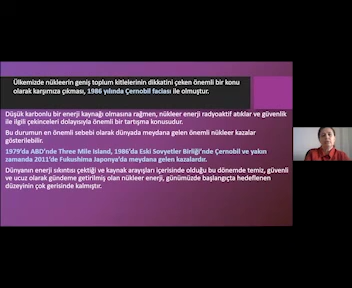 Ülkemizde nükleerin geniş toplum kitlelerinin dikkatini çeken önemli bir konu
olarak karşımıza çıkması, 1986 yılında Çernobil faciası ile olmuştur.
Düşük karbonlu bir enerji kaynağı olmasına rağmen, nükleer enerji radyoaktif atıklar ve güvenlik
ile ilgili çekinceleri dolayısıyla önemli bir tartışma konusudur.
Bu durumun en önemli sebebi olarak dünyada meydana gelen önemli nükleer kazalar
gösterilebilir.
1979'da ABD'nde Three Mile Island, 1986'da Eski Sovyetler Birliği'nde Çernobil ve yakın
zamanda 2011'de Fukushima Japonya'da meydana gelen kazalardır.
Dünyanın enerji sıkıntısı çektiği ve kaynak arayışları içerisinde olduğu bu dönemde temiz, güvenli
ve ucuz olarak gündeme getirilmiş olan nükleer enerji, günümüzde başlangıçta hedeflenen
düzeyinin çok gerisinde kalmıştır.